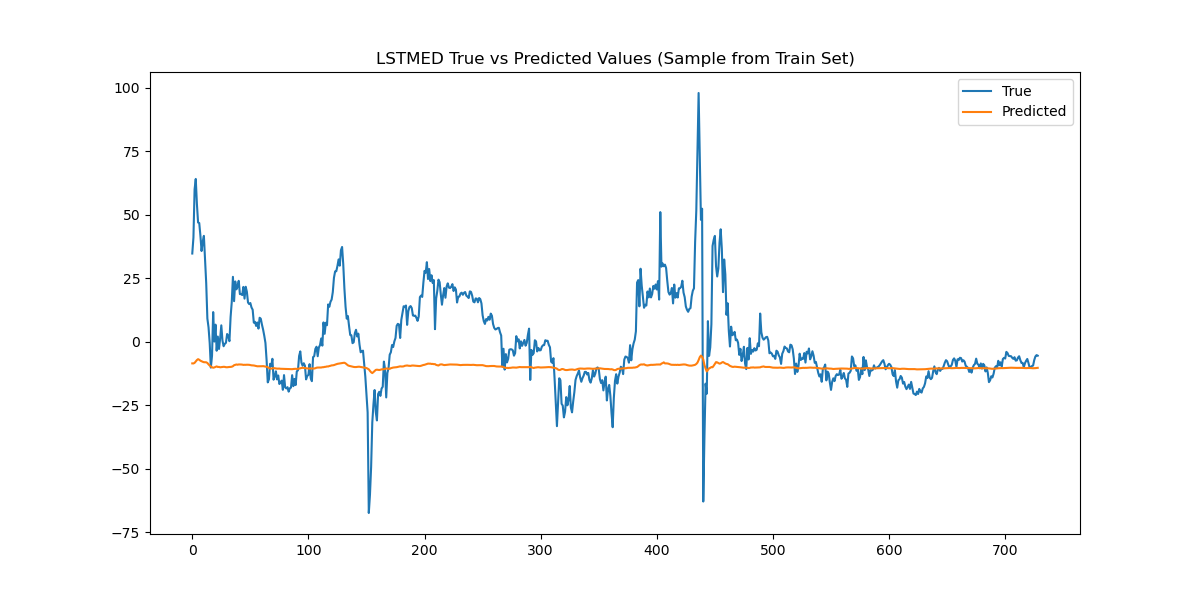 LSTMED True vs Predicted Values (Sample from Train Set)
True
Predicted
100
75
50
25
0
−25
−50
−75
0 100 200 300 400 500 600 700